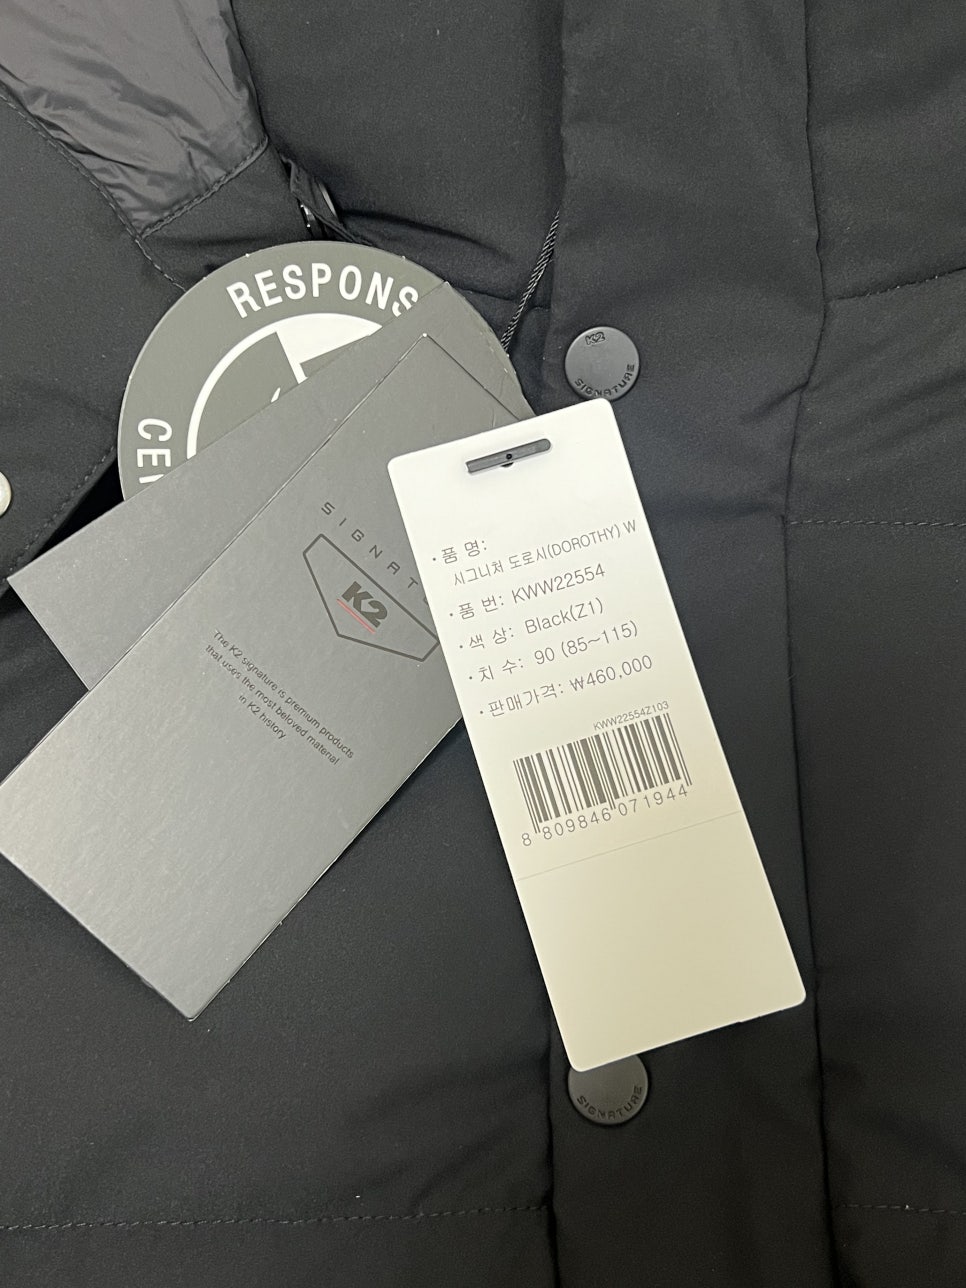 RESPONS
CE
K2
SIGNATURE
SIGNAT
K2
The K2 signature is premium products
that uses the most beloved material
in K2 history
· 품 명:
시그니처 도로시(DOROTHY) W
· 품 번: KWW22554
· 색 상: Black(Z1)
· 치 수: 90 (85~115)
· 판매가격: ₩460,000
KWW22554Z103
8 809846 071944
SIGNATURE